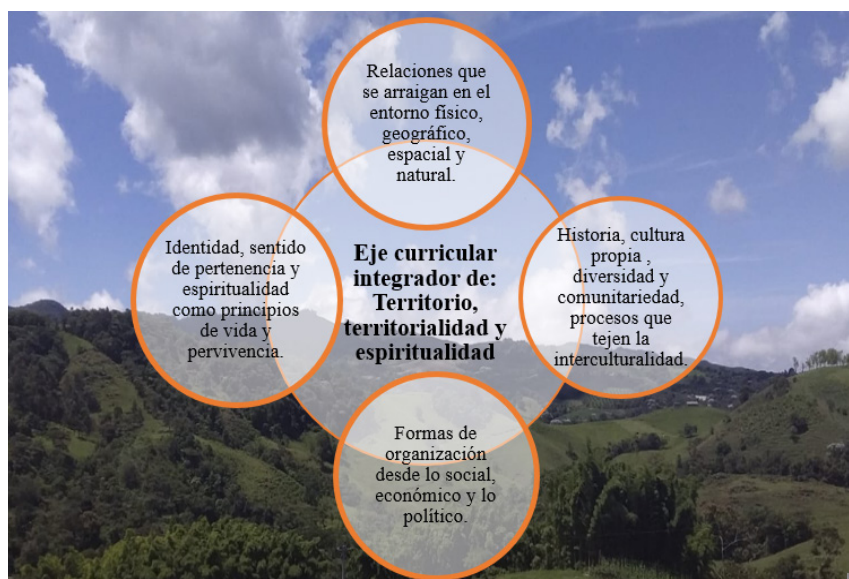 Relaciones que
se arraigan en el
entorno físico,
geográfico,
espacial y
natural.
Identidad, sentido
de pertenencia y
espiritualidad
como principios
de vida y
pervivencia.
Eje curricular
integrador de:
Territorio,
territorialidad y
espiritualidad
Historia, cultura
propia ,
diversidad y
comunitariedad,
procesos que
tejen la
interculturalidad.
Formas de
organización
desde lo social,
económico y lo
político.